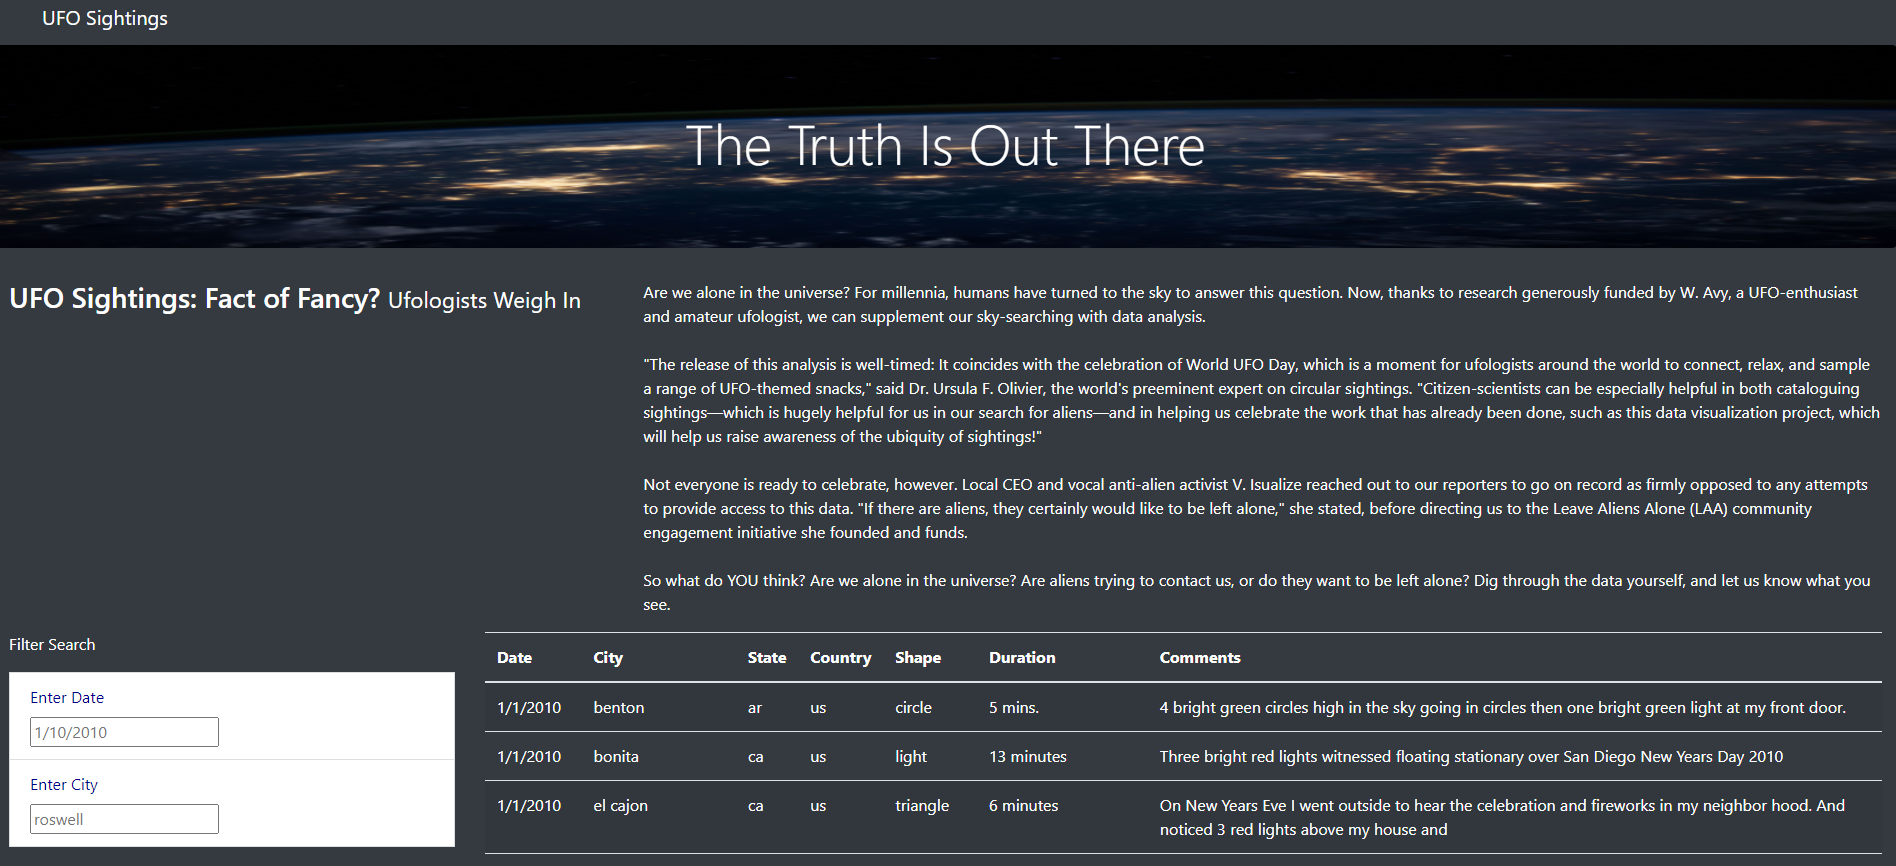 UFO Sightings
The Truth Is Out There
UFO Sightings: Fact of Fancy? Ufologists Weigh In
Are we alone in the universe? For millennia, humans have turned to the sky to answer this question. Now, thanks to research generously funded by W. Avy, a UFO-enthusiast
and amateur ufologist, we can supplement our sky-searching with data analysis.
"The release of this analysis is well-timed: It coincides with the celebration of World UFO Day, which is a moment for ufologists around the world to connect, relax, and sample
a range of UFO-themed snacks," said Dr. Ursula F. Olivier, the world's preeminent expert on circular sightings. "Citizen-scientists can be especially helpful in both cataloguing
sightings—which is hugely helpful for us in our search for aliens—and in helping us celebrate the work that has already been done, such as this data visualization project, which
will help us raise awareness of the ubiquity of sightings!"
Not everyone is ready to celebrate, however. Local CEO and vocal anti-alien activist V. Isualize reached out to our reporters to go on record as firmly opposed to any attempts
to provide access to this data. "If there are aliens, they certainly would like to be left alone," she stated, before directing us to the Leave Aliens Alone (LAA) community
engagement initiative she founded and funds.
So what do YOU think? Are we alone in the universe? Are aliens trying to contact us, or do they want to be left alone? Dig through the data yourself, and let us know what you
see.
Filter Search
Enter Date
1/10/2010
Enter City
roswell
Date City State Country Shape Duration Comments
1/1/2010 benton ar us circle 5 mins. 4 bright green circles high in the sky going in circles then one bright green light at my front door.
1/1/2010 bonita ca us light 13 minutes Three bright red lights witnessed floating stationary over San Diego New Years Day 2010
1/1/2010 el cajon ca us triangle 6 minutes On New Years Eve I went outside to hear the celebration and fireworks in my neighbor hood. And
noticed 3 red lights above my house and